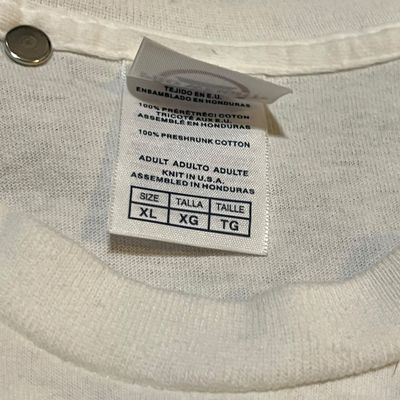 TEJIDO EN E.U.
ENSAMBLADO EN HONDURAS
100% PRÉRÉTRÉCI COTON
TRICOTÉ AUX E.U.
ASSEMBLÉ EN HONDURAS
100% PRESHRUNK COTTON
ADULT ADULTO ADULTE
KNIT IN U.S.A.
ASSEMBLED IN HONDURAS
SIZE TALLA TAILLE
XL XG TG